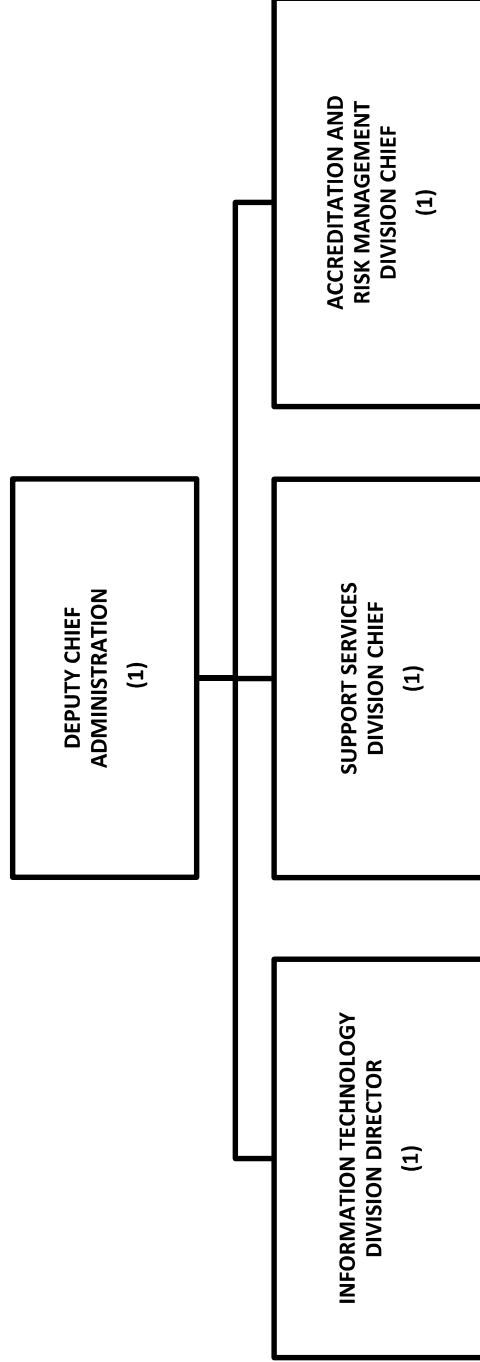 DEPUTY CHIEF
ADMINISTRATION
(1)
INFORMATION TECHNOLOGY
DIVISION DIRECTOR
(1)
SUPPORT SERVICES
DIVISION CHIEF
(1)
ACCREDITATION AND
RISK MANAGEMENT
DIVISION CHIEF
(1)